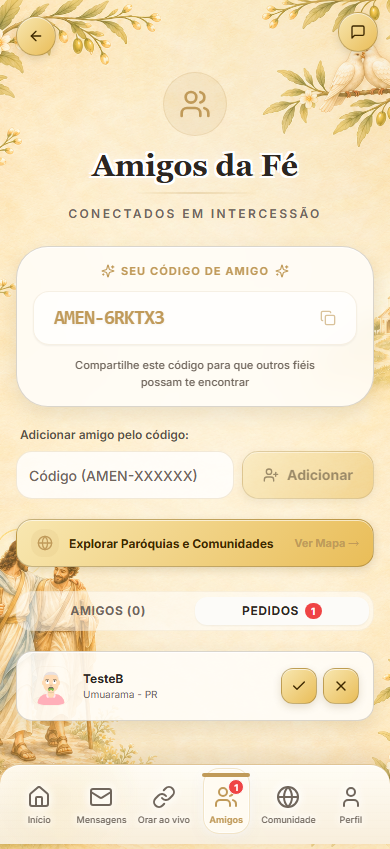 Amigos da Fé
CONECTADOS EM INTERCESSÃO
SEU CÓDIGO DE AMIGO
AMEN-6RKTX3
Compartilhe este código para que outros fiéis
possam te encontrar
Adicionar amigo pelo código:
Código (AMEN-XXXXXX)
Adicionar
Explorar Paróquias e Comunidades
Ver Mapa →
AMIGOS (0)
PEDIDOS 1
TesteB
Umuarama - PR
1
Início
Mensagens
Orar ao vivo
Amigos
Comunidade
Perfil